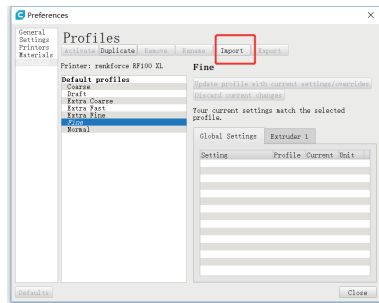 Preferences
General
Settings
Printers
Materials
Profiles
Activate Duplicate Remove Rename Import Export
Printer: renkforce RF100 XL
Fine
Default profiles
Coarse
Draft
Extra Coarse
Extra Fast
Extra Fine
Fine
Normal
Update profile with current settings/overrides
Discard current changes
Your current settings match the selected
profile.
Global Settings Extruder 1
Setting Profile Current Unit
Defaults
Close